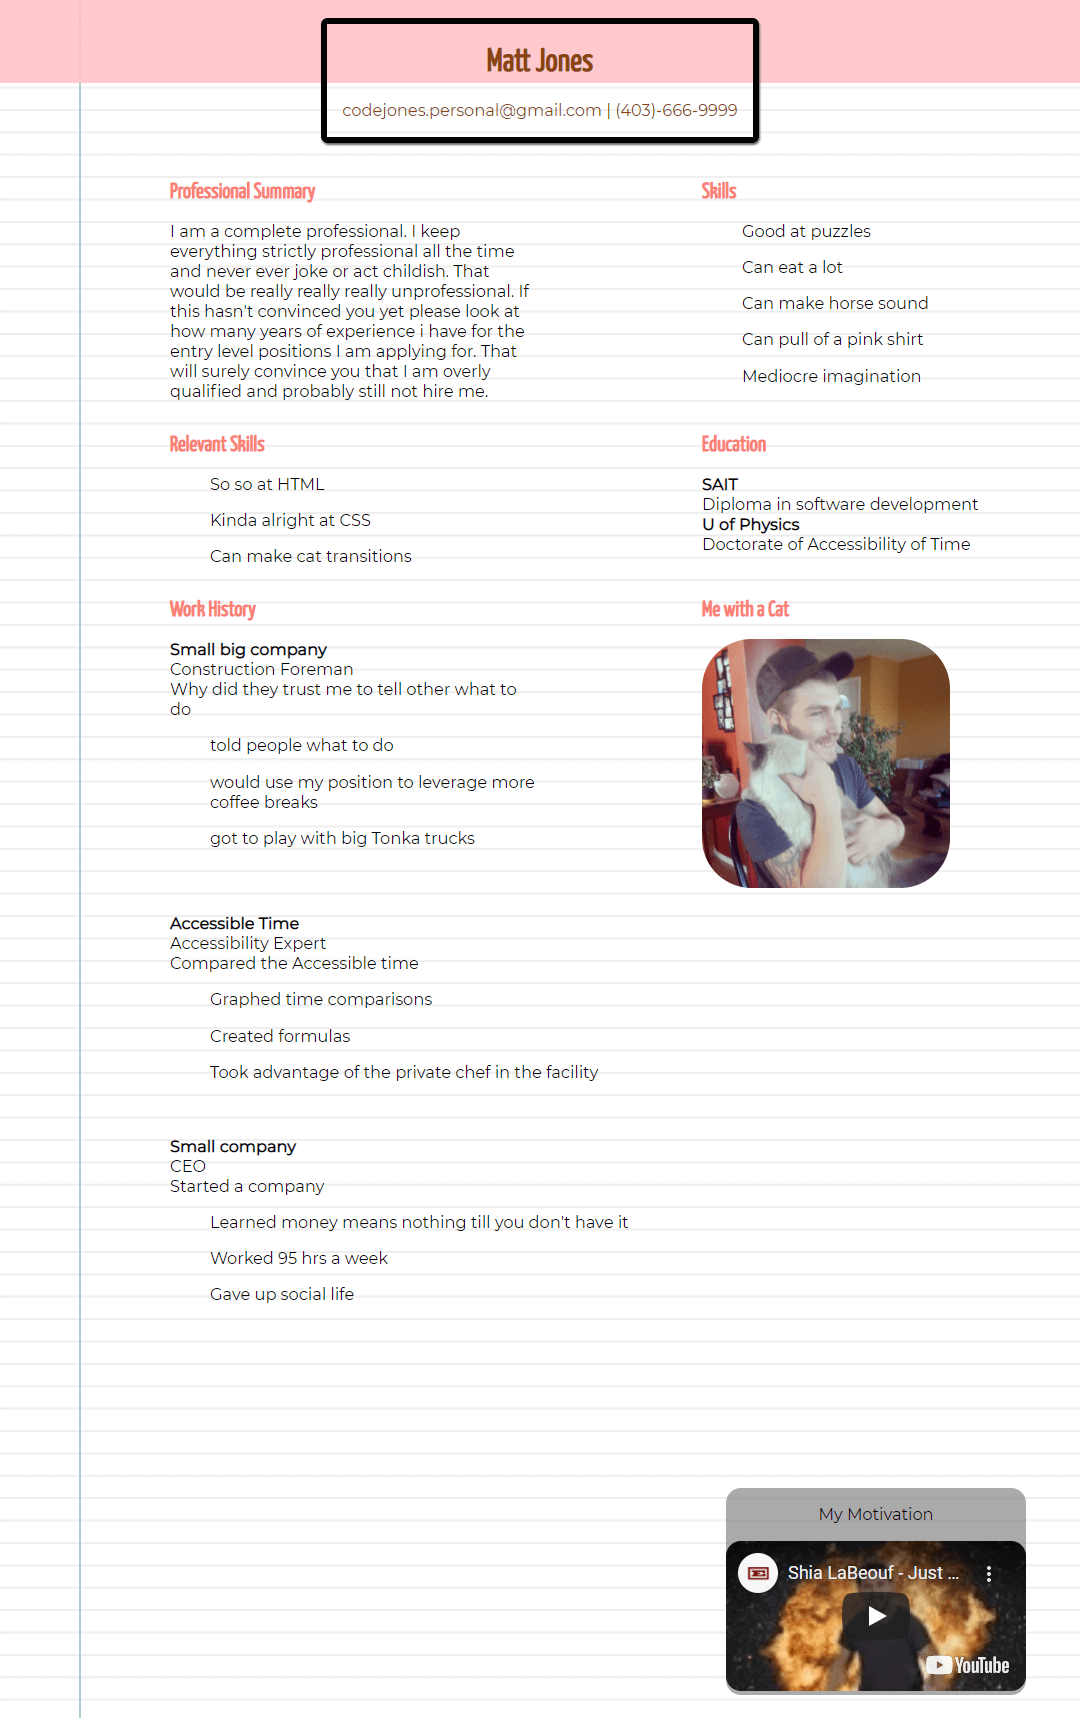 Matt Jones
codejones.personal@gmail.com | (403)-666-9999
Professional Summary
I am a complete professional. I keep
everything strictly professional all the time
and never ever joke or act childish. That
would be really really really unprofessional. If
this hasn't convinced you yet please look at
how many years of experience i have for the
entry level positions I am applying for. That
will surely convince you that I am overly
qualified and probably still not hire me.
Skills
Good at puzzles
Can eat a lot
Can make horse sound
Can pull of a pink shirt
Mediocre imagination
Relevant Skills
So so at HTML
Kinda alright at CSS
Can make cat transitions
Education
SAIT
Diploma in software development
U of Physics
Doctorate of Accessibility of Time
Work History
Small big company
Construction Foreman
Why did they trust me to tell other what to
do
told people what to do
would use my position to leverage more
coffee breaks
got to play with big Tonka trucks
Me with a Cat
Accessible Time
Accessibility Expert
Compared the Accessible time
Graphed time comparisons
Created formulas
Took advantage of the private chef in the facility
Small company
CEO
Started a company
Learned money means nothing till you don't have it
Worked 95 hrs a week
Gave up social life
My Motivation
Shia LaBeouf - Just ...
YouTube